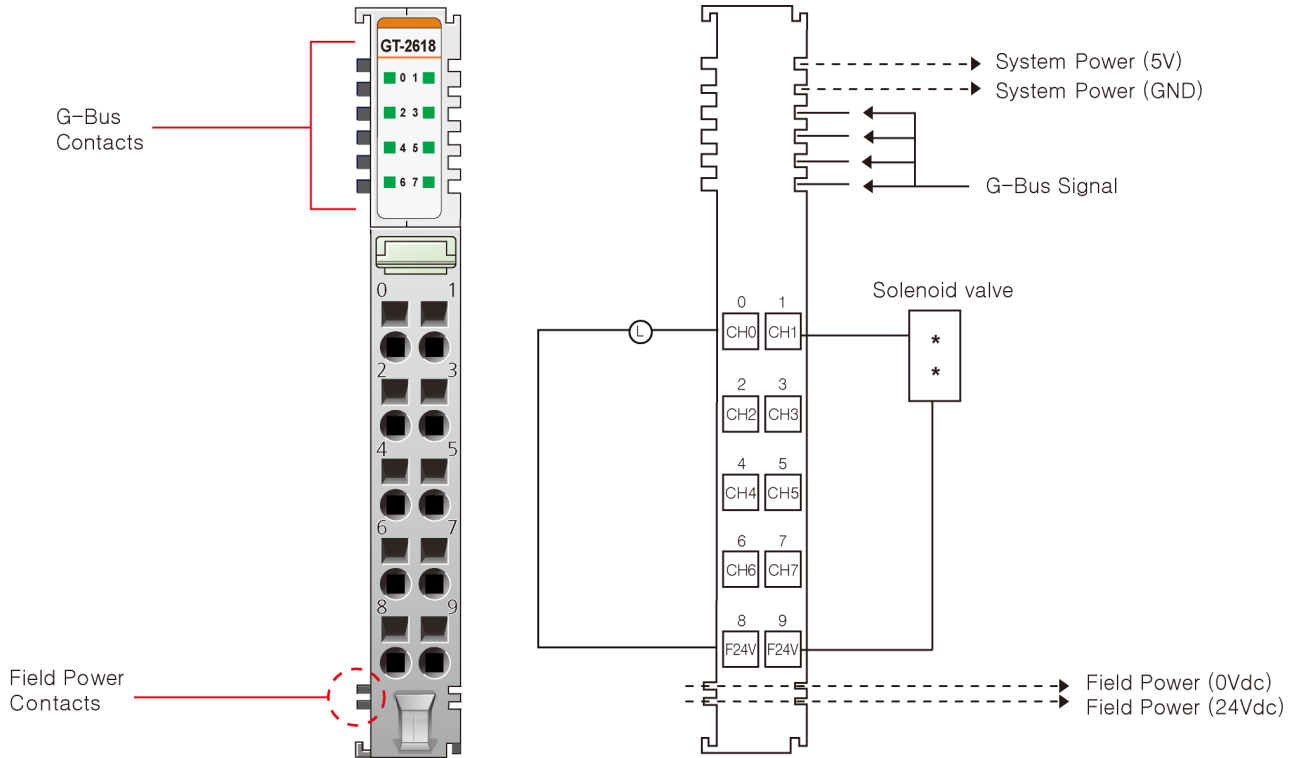 GT-2618
0 1
2 3
4 5
6 7
G-Bus
Contacts
0 1
2 3
4 5
6 7
8 9
Field Power
Contacts
System Power (5V)
System Power (GND)
G-Bus Signal
Solenoid valve
* 
*
L
0 1
CH0 CH1
2 3
CH2 CH3
4 5
CH4 CH5
6 7
CH6 CH7
8 9
F24V F24V
Field Power (0Vdc)
Field Power (24Vdc)